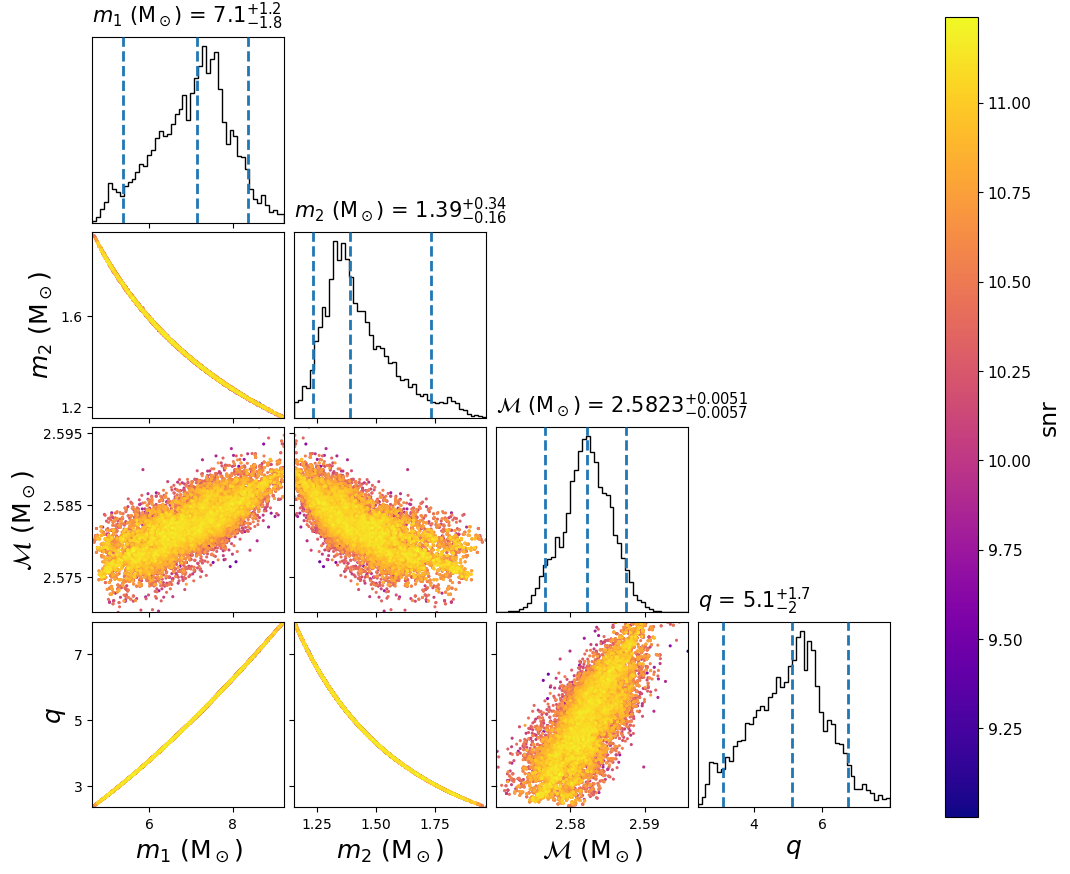 m₁ (M⊙) = 7.1⁺¹·²₋₁.₈
11.00
10.75
10.50
10.25
10.00
9.75
9.50
9.25
snr
m₂ (M⊙) = 1.39⁺⁰·³⁴₋₀.₁₆
m₂ (M⊙)
1.6
1.2
ℳ (M⊙) = 2.5823⁺⁰·⁰⁰⁵¹₋₀.₀₀₅₇
ℳ (M⊙)
2.595
2.585
2.575
q = 5.1⁺¹·⁷₋₂
q
7
5
3
6 8
1.25 1.50 1.75
2.58 2.59
4 6
m₁ (M⊙)
m₂ (M⊙)
ℳ (M⊙)
q